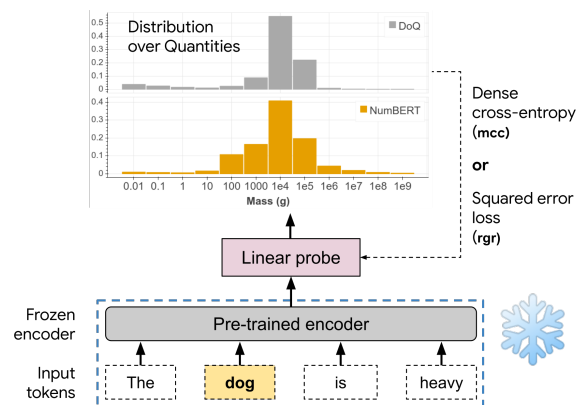 Distribution
over Quantities
DoQ
0.5
0.4
0.3
0.2
0.1
0
NumBERT
0.4
0.3
0.2
0.1
0
0.01 0.1 1 10 100 1000 1e4 1e5 1e6 1e7 1e8 1e9
Mass (g)
Dense
cross-entropy
(mcc)
or
Squared error
loss
(rgr)
Linear probe
Frozen
encoder
Pre-trained encoder
Input
tokens
The dog is heavy